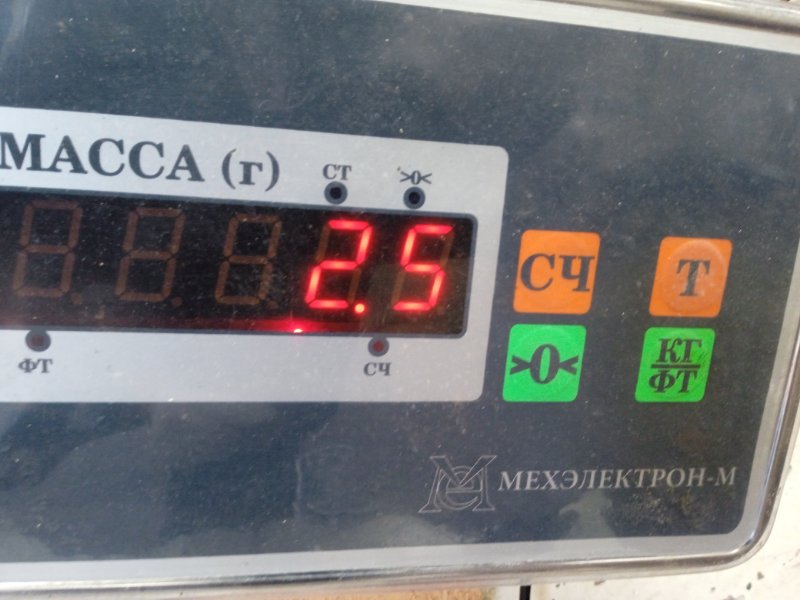 МАССА (г)
СТ
>0<
2.5
ФТ
СЧ
СЧ
Т
>0<
КГ
ФТ
МЕХЭЛЕКТРОН-М